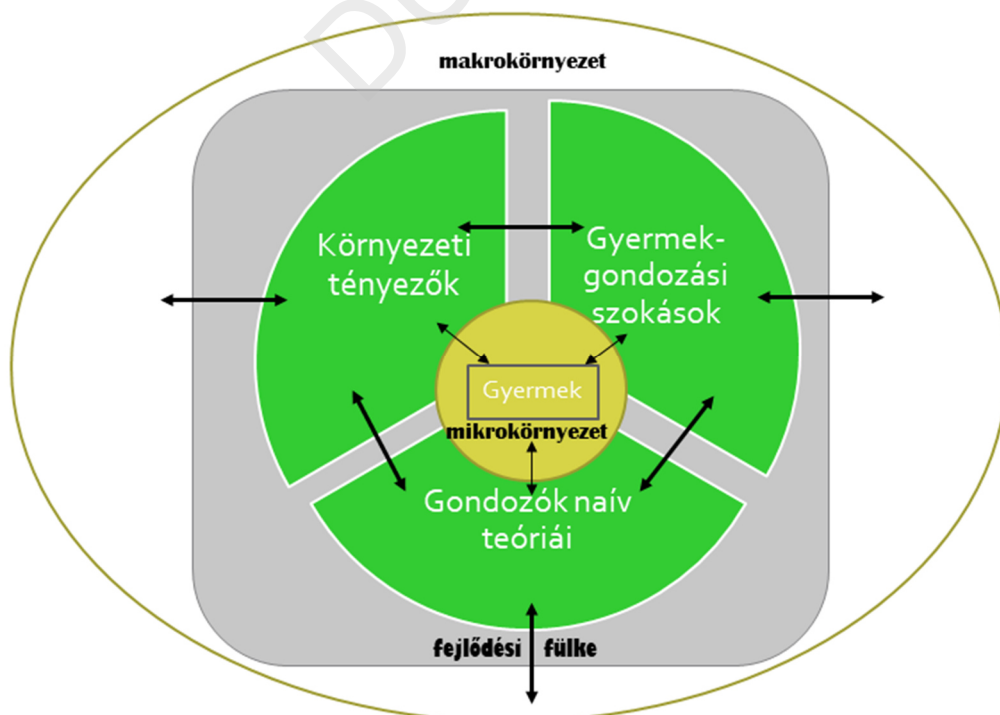 makrokörnyezet
Környezeti
tényezők
Gyermek-
gondozási
szokások
Gyermek
mikrokörnyezet
Gondozók naív
teóriái
fejlődési fülke